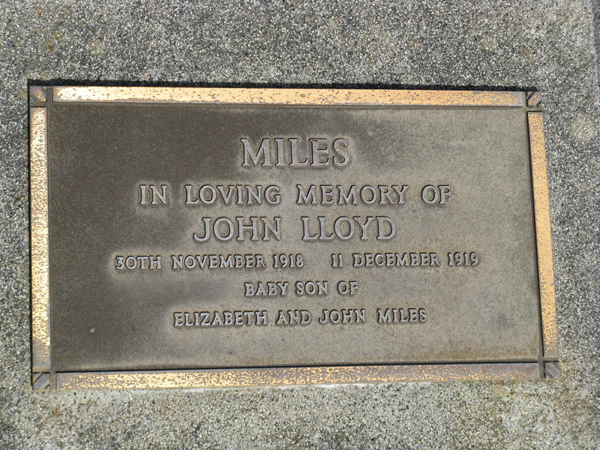 MILES
IN LOVING MEMORY OF
JOHN LLOYD
30TH NOVEMBER 1918 11 DECEMBER 1919
BABY SON OF
ELIZABETH AND JOHN MILES